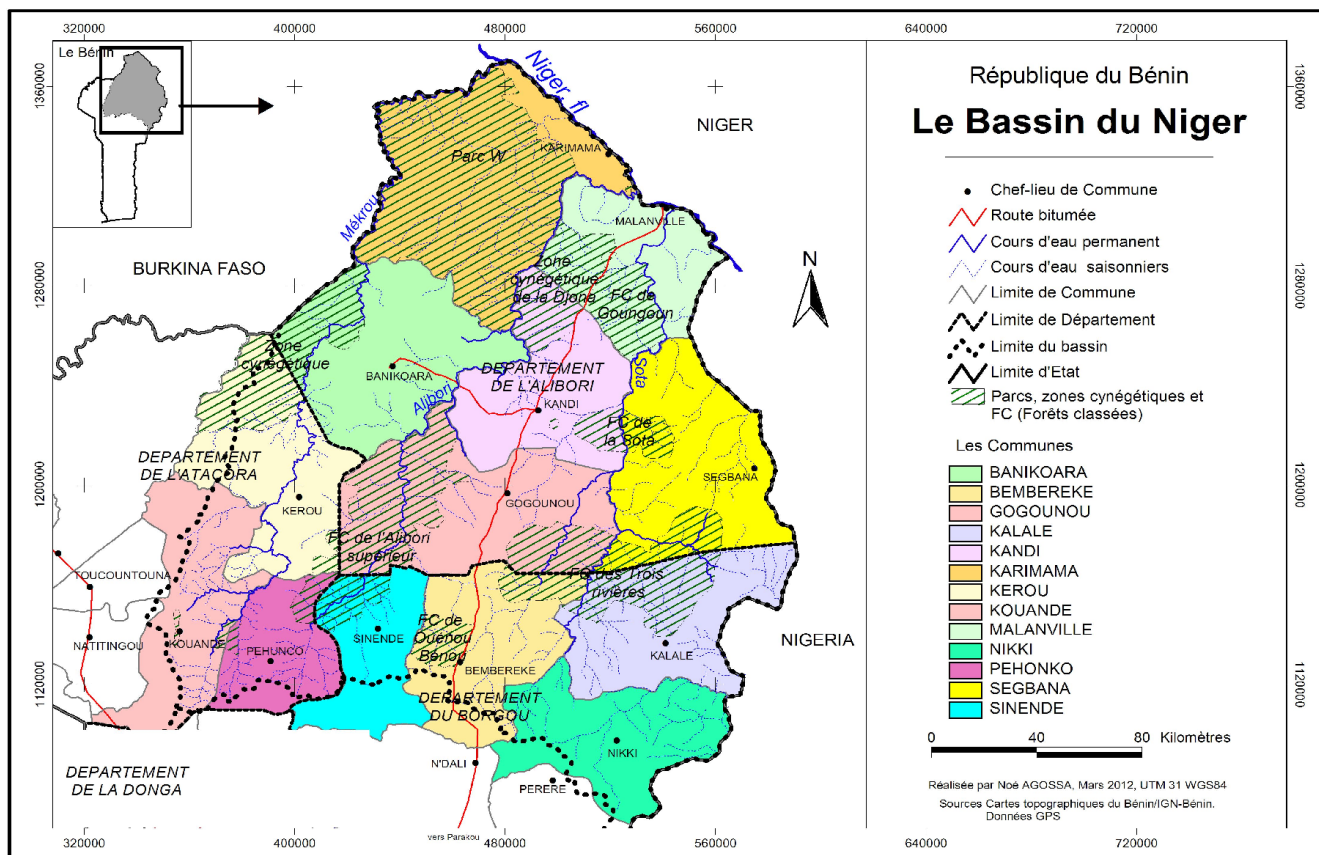 320000
400000
480000
560000
640000
720000
Le Bénin
1360000
1280000
1200000
1120000
Niger, fl
NIGER
KARIMAMA
Parc W
Mékrou
MALANVILLE
BURKINA FASO
Zone
cynégétique
de la Djona
FC de
Goungoun
Zone
cynégétique
BANIKOARA
DEPARTEMENT
DE L'ALIBORI
Sota
Alibori
KANDI
FC de
la Sota
DEPARTEMENT
DE L'ATACORA
SEGBANA
KEROU
GOGOUNOU
FC de l'Alibori
supérieur
FC des Trois
rivières
TOUCOUNTOUNA
NATITINGOU
KOUANDE
PEHUNCO
SINENDE
FC de
Ouénou
Bénou
BEMBEREKE
KALALE
NIGERIA
DEPARTEMENT
DU BORGOU
NIKKI
N'DALI
PERERE
DEPARTEMENT
DE LA DONGA
vers Parakou
320000
400000
480000
560000
640000
720000
République du Bénin
Le Bassin du Niger
Chef-lieu de Commune
Route bitumée
Cours d'eau permanent
Cours d'eau saisonniers
Limite de Commune
Limite de Département
Limite du bassin
Limite d'Etat
Parcs, zones cynégétiques et
FC (Forêts classées)
Les Communes
BANIKOARA
BEMBEREKE
GOGOUNOU
KALALE
KANDI
KARIMAMA
KEROU
KOUANDE
MALANVILLE
NIKKI
PEHONKO
SEGBANA
SINENDE
N
0 40 80 Kilomètres
Réalisée par Noé AGOSSA, Mars 2012, UTM 31 WGS84
Sources Cartes topographiques du Bénin/IGN-Bénin.
Données GPS
1360000
1280000
1200000
1120000